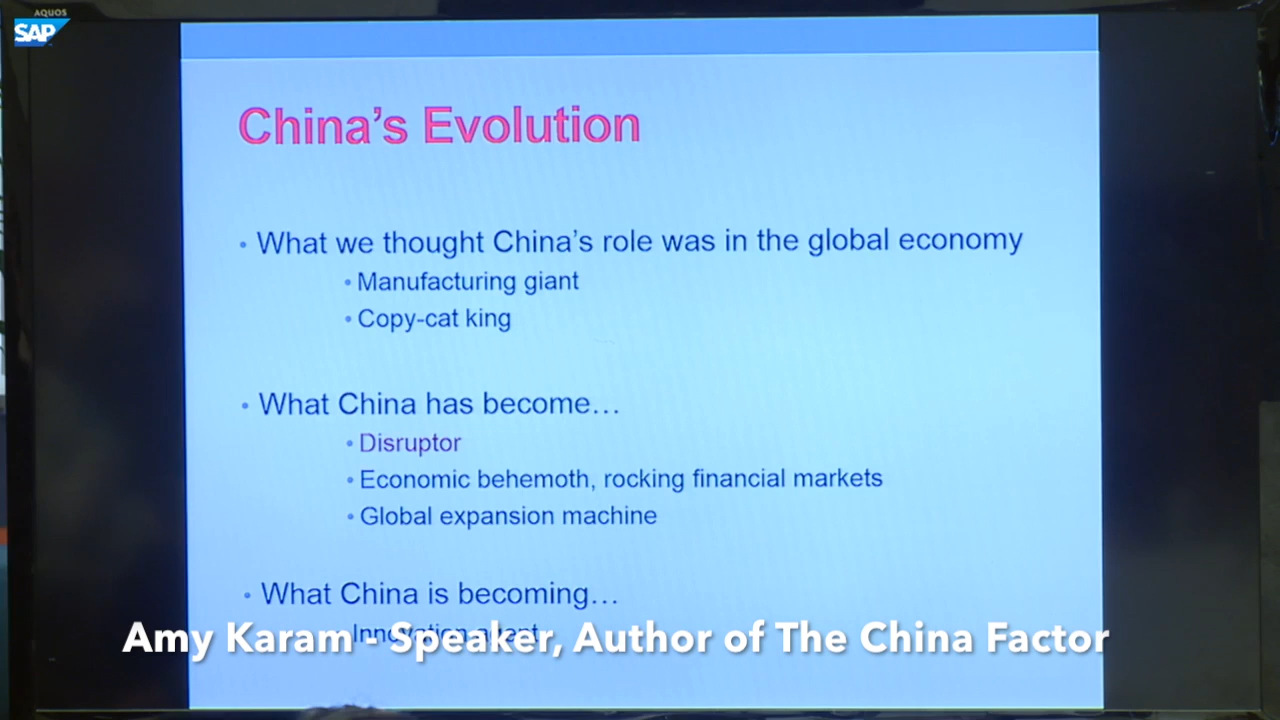 AQUOS
SAP
China's Evolution
• What we thought China's role was in the global economy
• Manufacturing giant
• Copy-cat king
• What China has become…
• Disruptor
• Economic behemoth, rocking financial markets
• Global expansion machine
• What China is becoming…
Innovation
Amy Karam - Speaker, Author of The China Factor